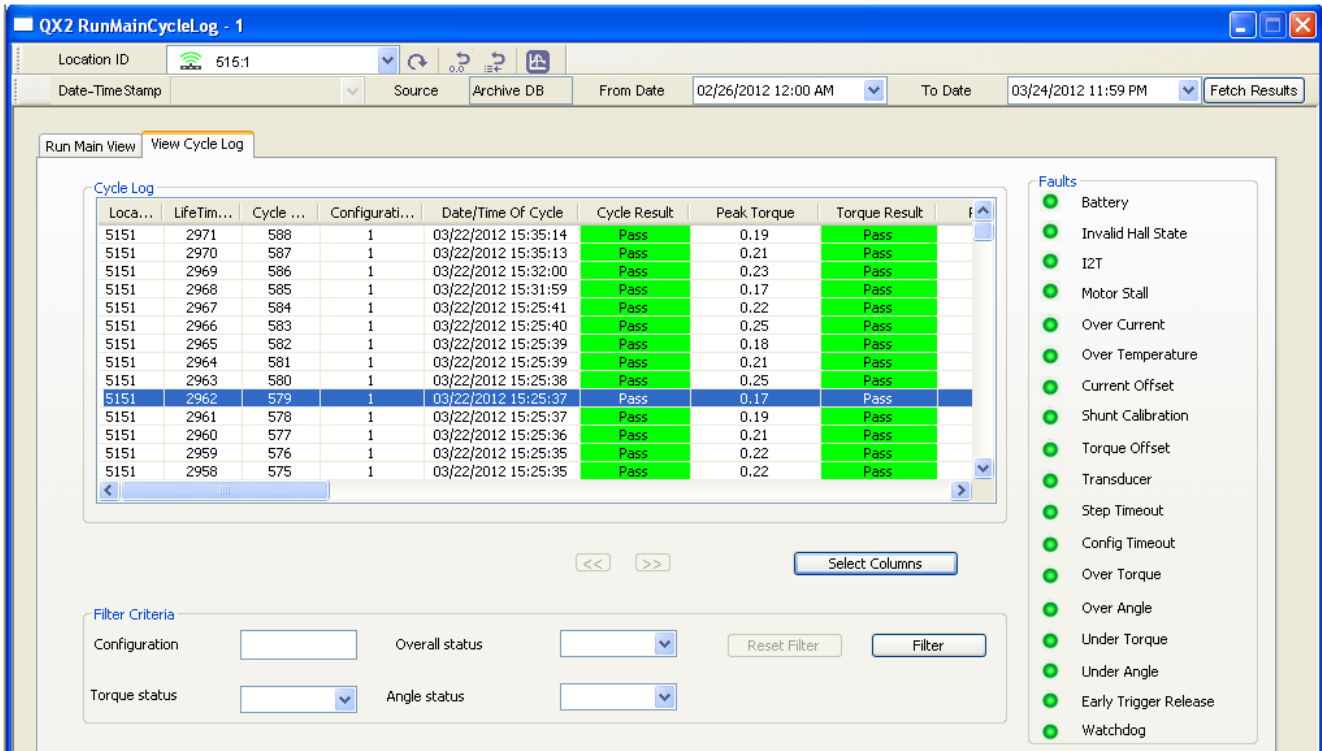 QX2 RunMainCycleLog - 1
Location ID 515:1
Date-Time Stamp Source Archive DB From Date 02/26/2012 12:00 AM To Date 03/24/2012 11:59 PM Fetch Results
Run Main View View Cycle Log
Cycle Log
Loca... LifeTim... Cycle ... Configurati... Date/Time Of Cycle Cycle Result Peak Torque Torque Result
5151 2971 588 1 03/22/2012 15:35:14 Pass 0.19 Pass
5151 2970 587 1 03/22/2012 15:35:13 Pass 0.21 Pass
5151 2969 586 1 03/22/2012 15:32:00 Pass 0.23 Pass
5151 2968 585 1 03/22/2012 15:31:59 Pass 0.17 Pass
5151 2967 584 1 03/22/2012 15:25:41 Pass 0.22 Pass
5151 2966 583 1 03/22/2012 15:25:40 Pass 0.25 Pass
5151 2965 582 1 03/22/2012 15:25:39 Pass 0.18 Pass
5151 2964 581 1 03/22/2012 15:25:39 Pass 0.21 Pass
5151 2963 580 1 03/22/2012 15:25:38 Pass 0.25 Pass
5151 2962 579 1 03/22/2012 15:25:37 Pass 0.17 Pass
5151 2961 578 1 03/22/2012 15:25:37 Pass 0.19 Pass
5151 2960 577 1 03/22/2012 15:25:36 Pass 0.21 Pass
5151 2959 576 1 03/22/2012 15:25:35 Pass 0.22 Pass
5151 2958 575 1 03/22/2012 15:25:35 Pass 0.22 Pass
<< >> Select Columns
Filter Criteria
Configuration Overall status Reset Filter Filter
Torque status Angle status
Faults
Battery
Invalid Hall State
I2T
Motor Stall
Over Current
Over Temperature
Current Offset
Shunt Calibration
Torque Offset
Transducer
Step Timeout
Config Timeout
Over Torque
Over Angle
Under Torque
Under Angle
Early Trigger Release
Watchdog